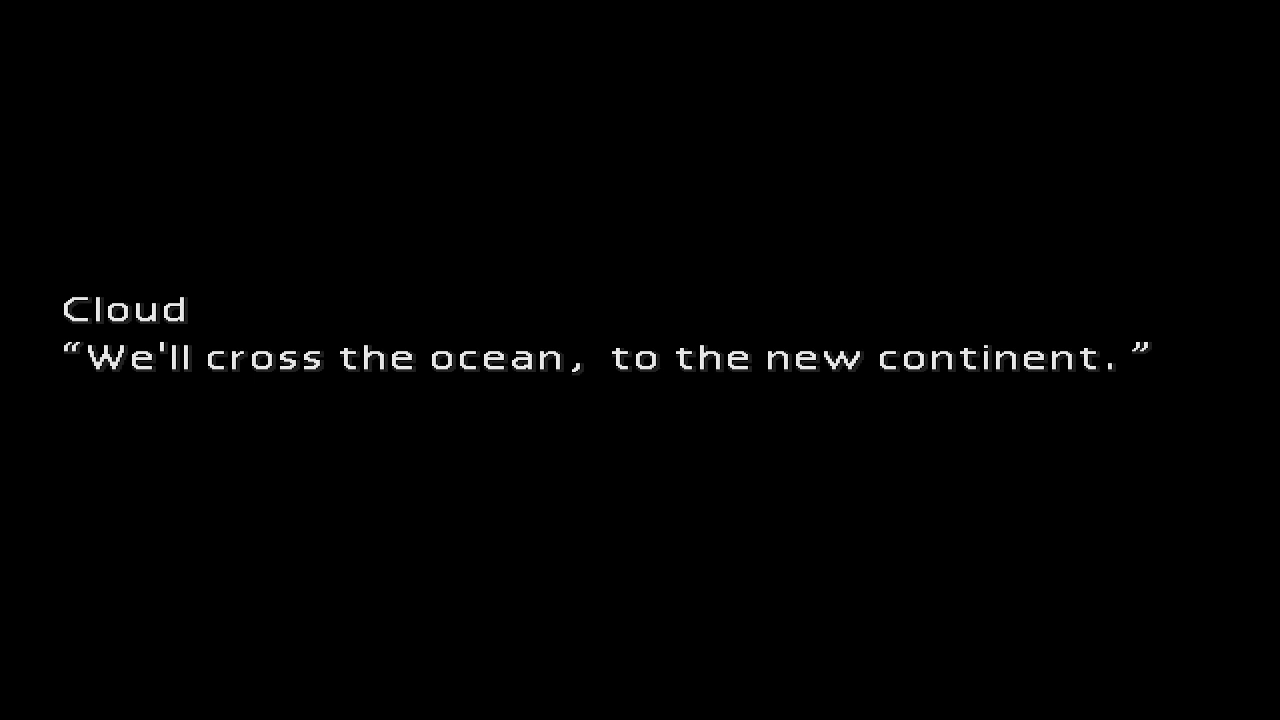 Cloud
“We'll cross the ocean, to the new continent.”